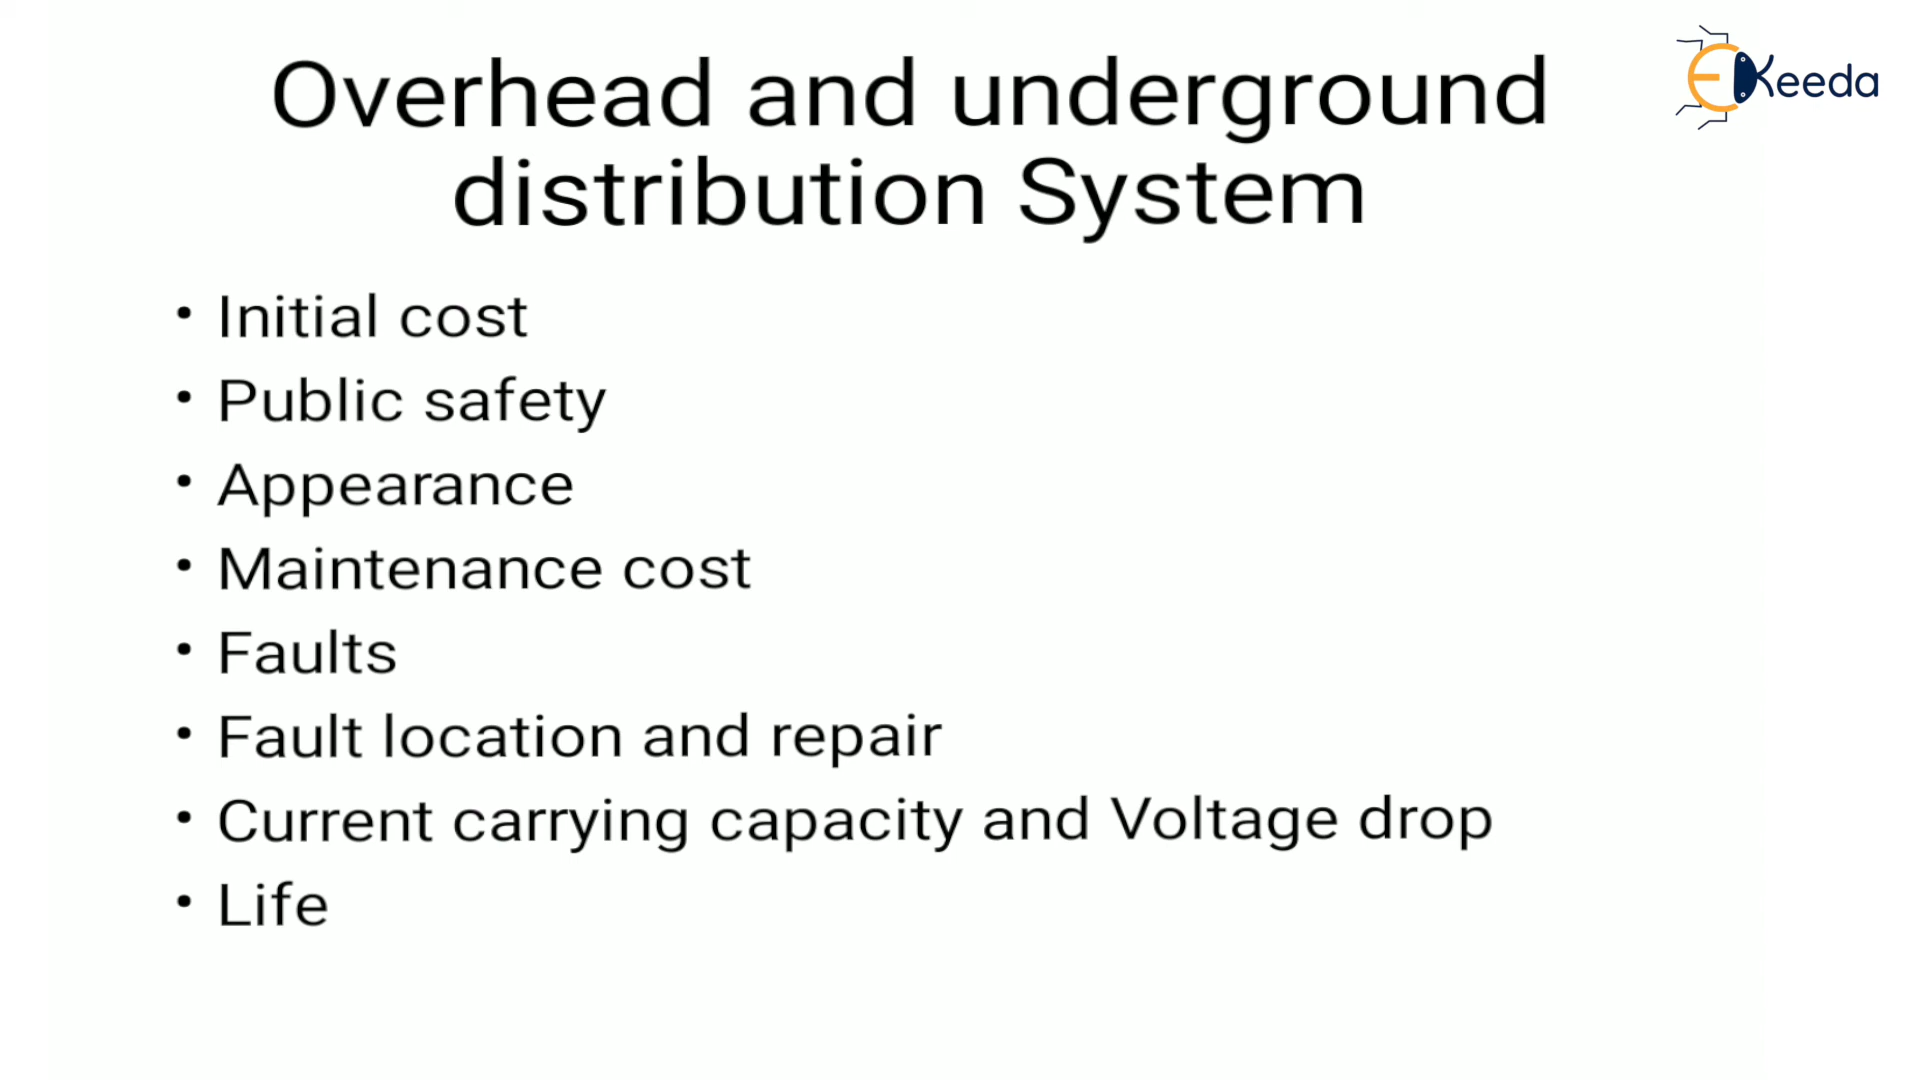 Overhead and underground
distribution System
EKeeda
• Initial cost
• Public safety
• Appearance
• Maintenance cost
• Faults
• Fault location and repair
• Current carrying capacity and Voltage drop
• Life